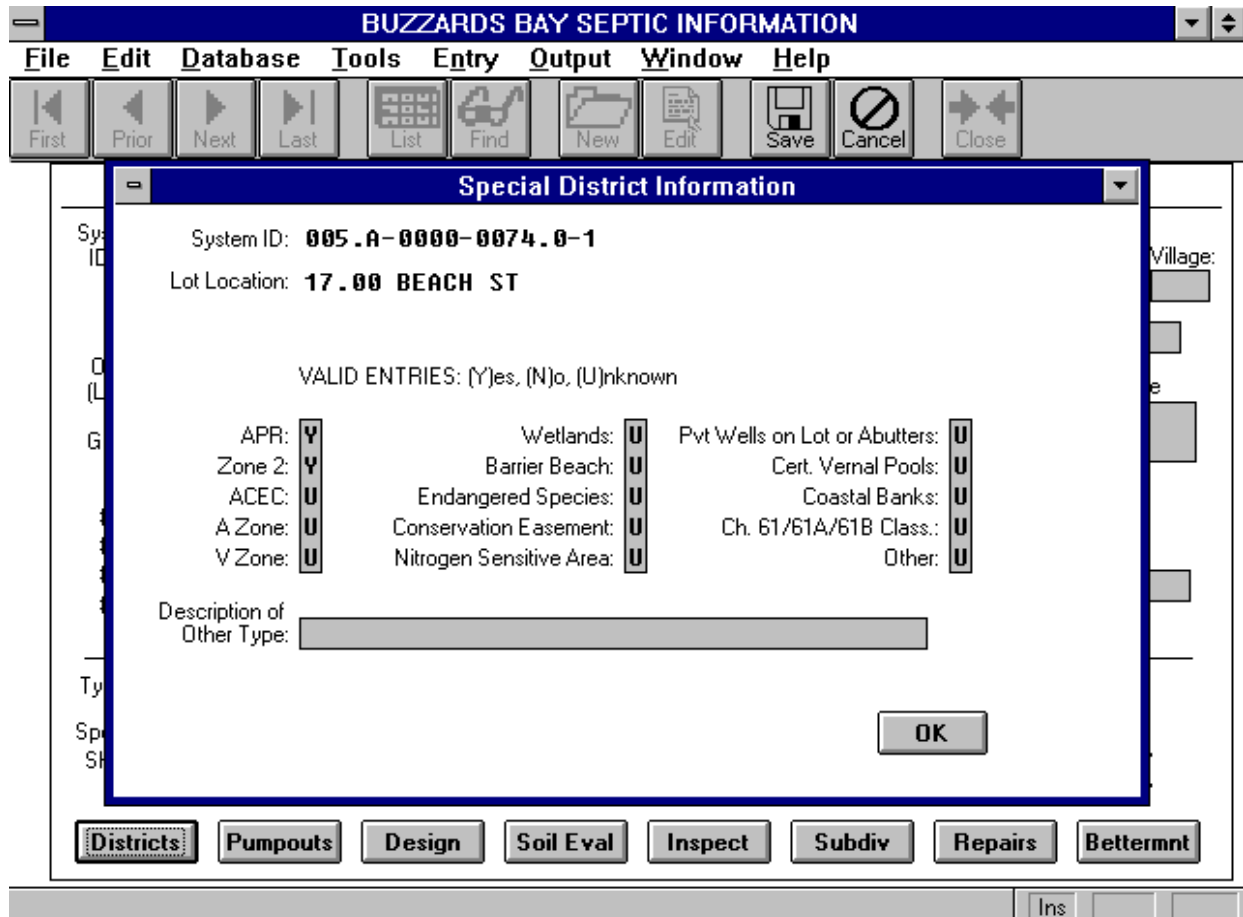 BUZZARDS BAY SEPTIC INFORMATION
File Edit Database Tools Entry Output Window Help
First Prior Next Last List Find New Edit Save Cancel Close
Special District Information
System ID: 005.A-0000-0074.0-1
Village:
Lot Location: 17.00 BEACH ST
VALID ENTRIES: (Y)es, (N)o, (U)nknown
APR: Y Wetlands: U Pvt Wells on Lot or Abutters: U
Zone 2: Y Barrier Beach: U Cert. Vernal Pools: U
ACEC: U Endangered Species: U Coastal Banks: U
A Zone: U Conservation Easement: U Ch. 61/61A/61B Class.: U
V Zone: U Nitrogen Sensitive Area: U Other: U
Description of
Other Type:
OK
Districts Pumpouts Design Soil Eval Inspect Subdiv Repairs Bettermnt
Ins